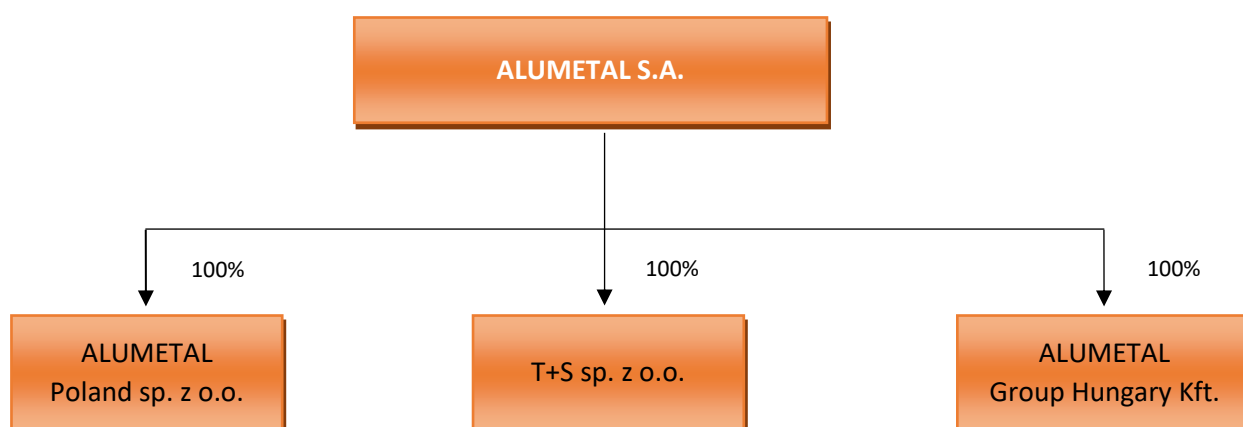 ALUMETAL S.A.
100%
100%
100%
ALUMETAL
Poland sp. z o.o.
T+S sp. z o.o.
ALUMETAL
Group Hungary Kft.